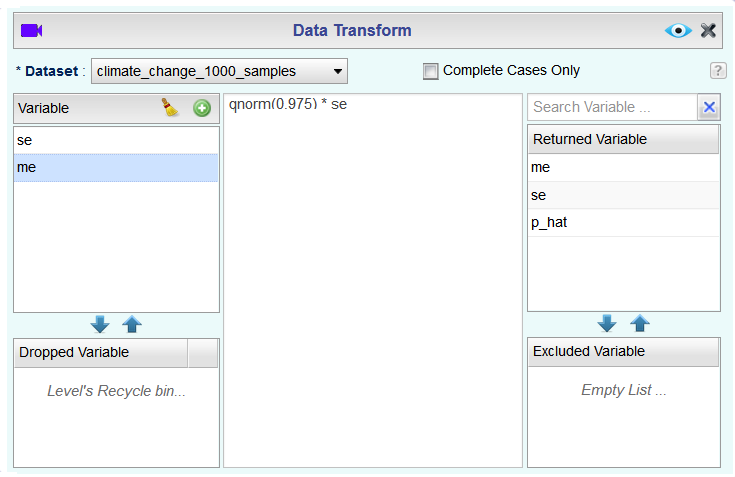 Data Transform
* Dataset : climate_change_1000_samples
Complete Cases Only
?
Variable
qnorm(0.975) * se
Search Variable ...
se
me
Returned Variable
me
se
p_hat
Dropped Variable
Level's Recycle bin...
Excluded Variable
Empty List ...